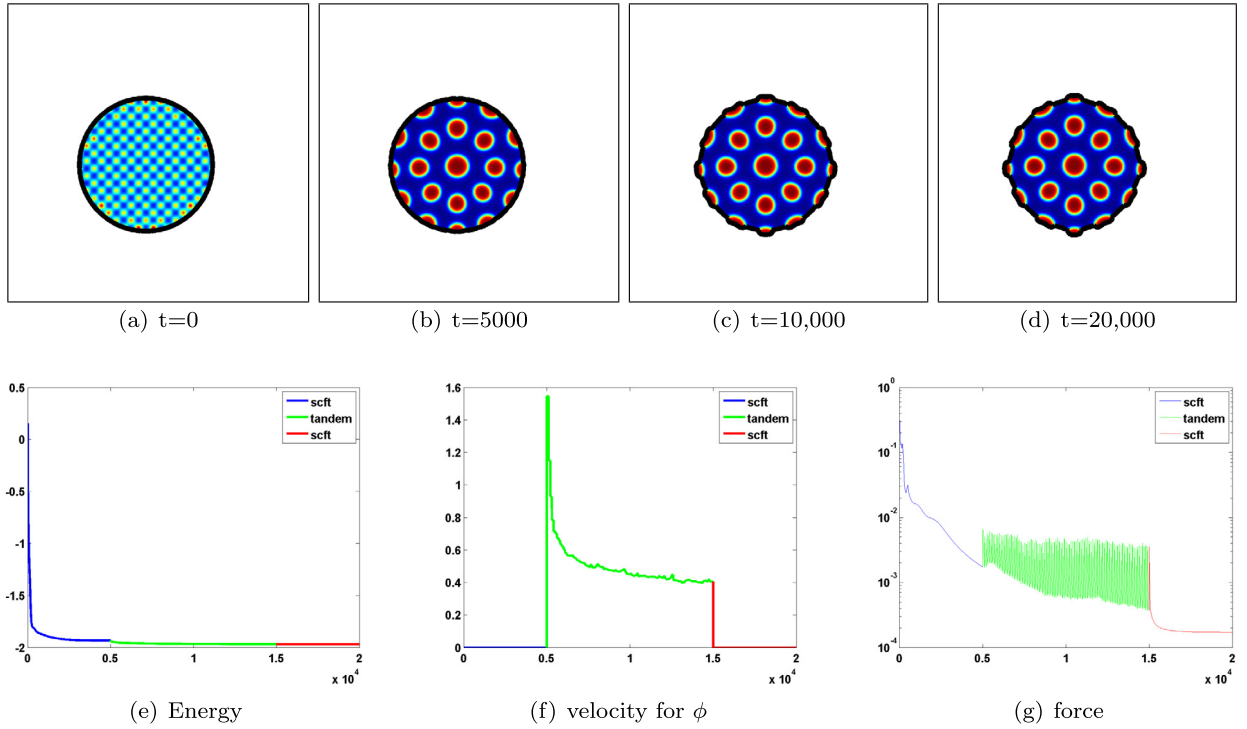 (a) t=0
(b) t=5000
(c) t=10,000
(d) t=20,000
0.5
0
-0.5
-1
-1.5
-2
0
0.5
1
1.5
2
x 10^4
scft
tandem
scft
(e) Energy
1.6
1.4
1.2
1
0.8
0.6
0.4
0.2
0
0
0.5
1
1.5
2
x 10^4
scft
tandem
scft
(f) velocity for ϕ
10^0
10^-1
10^-2
10^-3
10^-4
0
0.5
1
1.5
2
x 10^4
scft
tandem
scft
(g) force